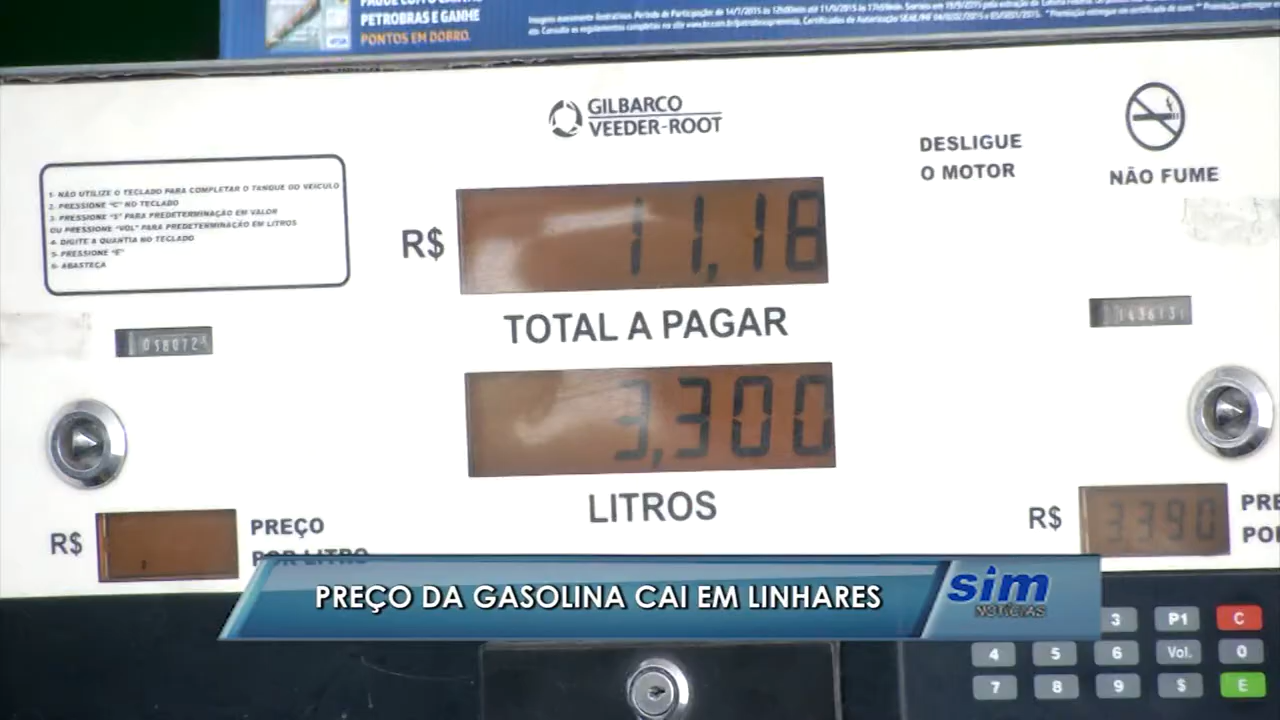 PETROBRAS E GANHE
PONTOS EM DOBRO.
GILBARCO
VEEDER-ROOT
DESLIGUE
O MOTOR
NÃO FUME
1- NÃO UTILIZE O TECLADO PARA COMPLETAR O TANQUE DO VEICULO
2- PRESSIONE "C" NO TECLADO
3- PRESSIONE "$" PARA PREDETERMINAÇÃO EM VALOR
OU PRESSIONE "VOL" PARA PREDETERMINAÇÃO EM LITROS
4- DIGITE A QUANTIA NO TECLADO
5- PRESSIONE "E"
6- ABASTEÇA
R$ 11,18
TOTAL A PAGAR
3,300
LITROS
R$ PREÇO
POR LITRO
R$ 3390
PREÇO DA GASOLINA CAI EM LINHARES
sim
NOTÍCIAS
3 P1 C
4 5 6 Vol. 0
7 8 9 $ E